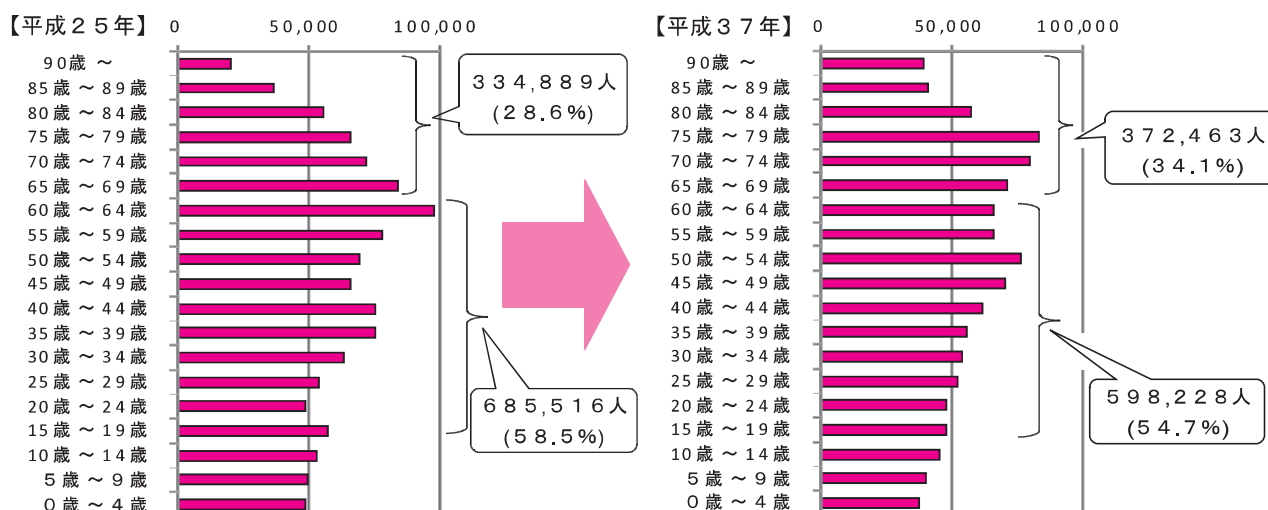 【平成２５年】
0 50,000 100,000
90歳 ～
85歳 ～ 89歳
80歳 ～ 84歳
75歳 ～ 79歳
70歳 ～ 74歳
65歳 ～ 69歳
60歳 ～ 64歳
55歳 ～ 59歳
50歳 ～ 54歳
45歳 ～ 49歳
40歳 ～ 44歳
35歳 ～ 39歳
30歳 ～ 34歳
25歳 ～ 29歳
20歳 ～ 24歳
15歳 ～ 19歳
10歳 ～ 14歳
5歳 ～ 9歳
0歳 ～ 4歳
３３４,８８９人
(２８.６%)
６８５,５１６人
(５８.５%)
【平成３７年】
0 50,000 100,000
90歳 ～
85歳 ～ 89歳
80歳 ～ 84歳
75歳 ～ 79歳
70歳 ～ 74歳
65歳 ～ 69歳
60歳 ～ 64歳
55歳 ～ 59歳
50歳 ～ 54歳
45歳 ～ 49歳
40歳 ～ 44歳
35歳 ～ 39歳
30歳 ～ 34歳
25歳 ～ 29歳
20歳 ～ 24歳
15歳 ～ 19歳
10歳 ～ 14歳
5歳 ～ 9歳
0歳 ～ 4歳
３７２,４６３人
(３４.１%)
５９８,２２８人
(５４.７%)